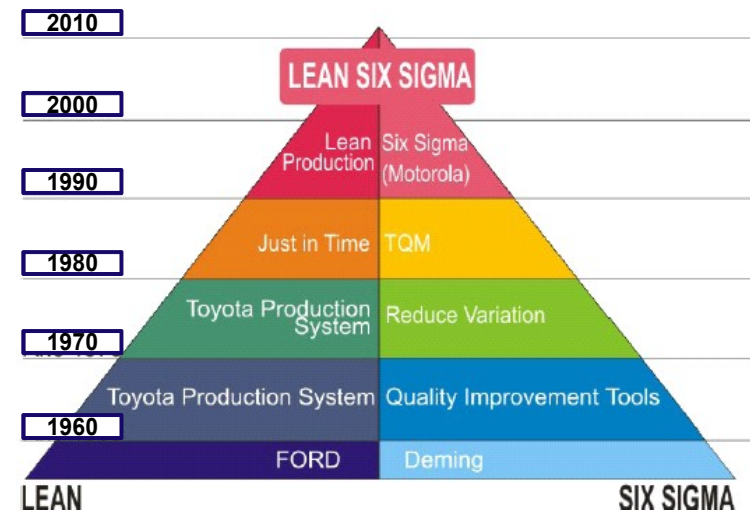 2010
LEAN SIX SIGMA
2000
Lean
Production
Six Sigma
(Motorola)
1990
Just in Time
TQM
1980
Toyota Production
System
Reduce Variation
1970
Toyota Production System
Quality Improvement Tools
1960
FORD
Deming
LEAN
SIX SIGMA